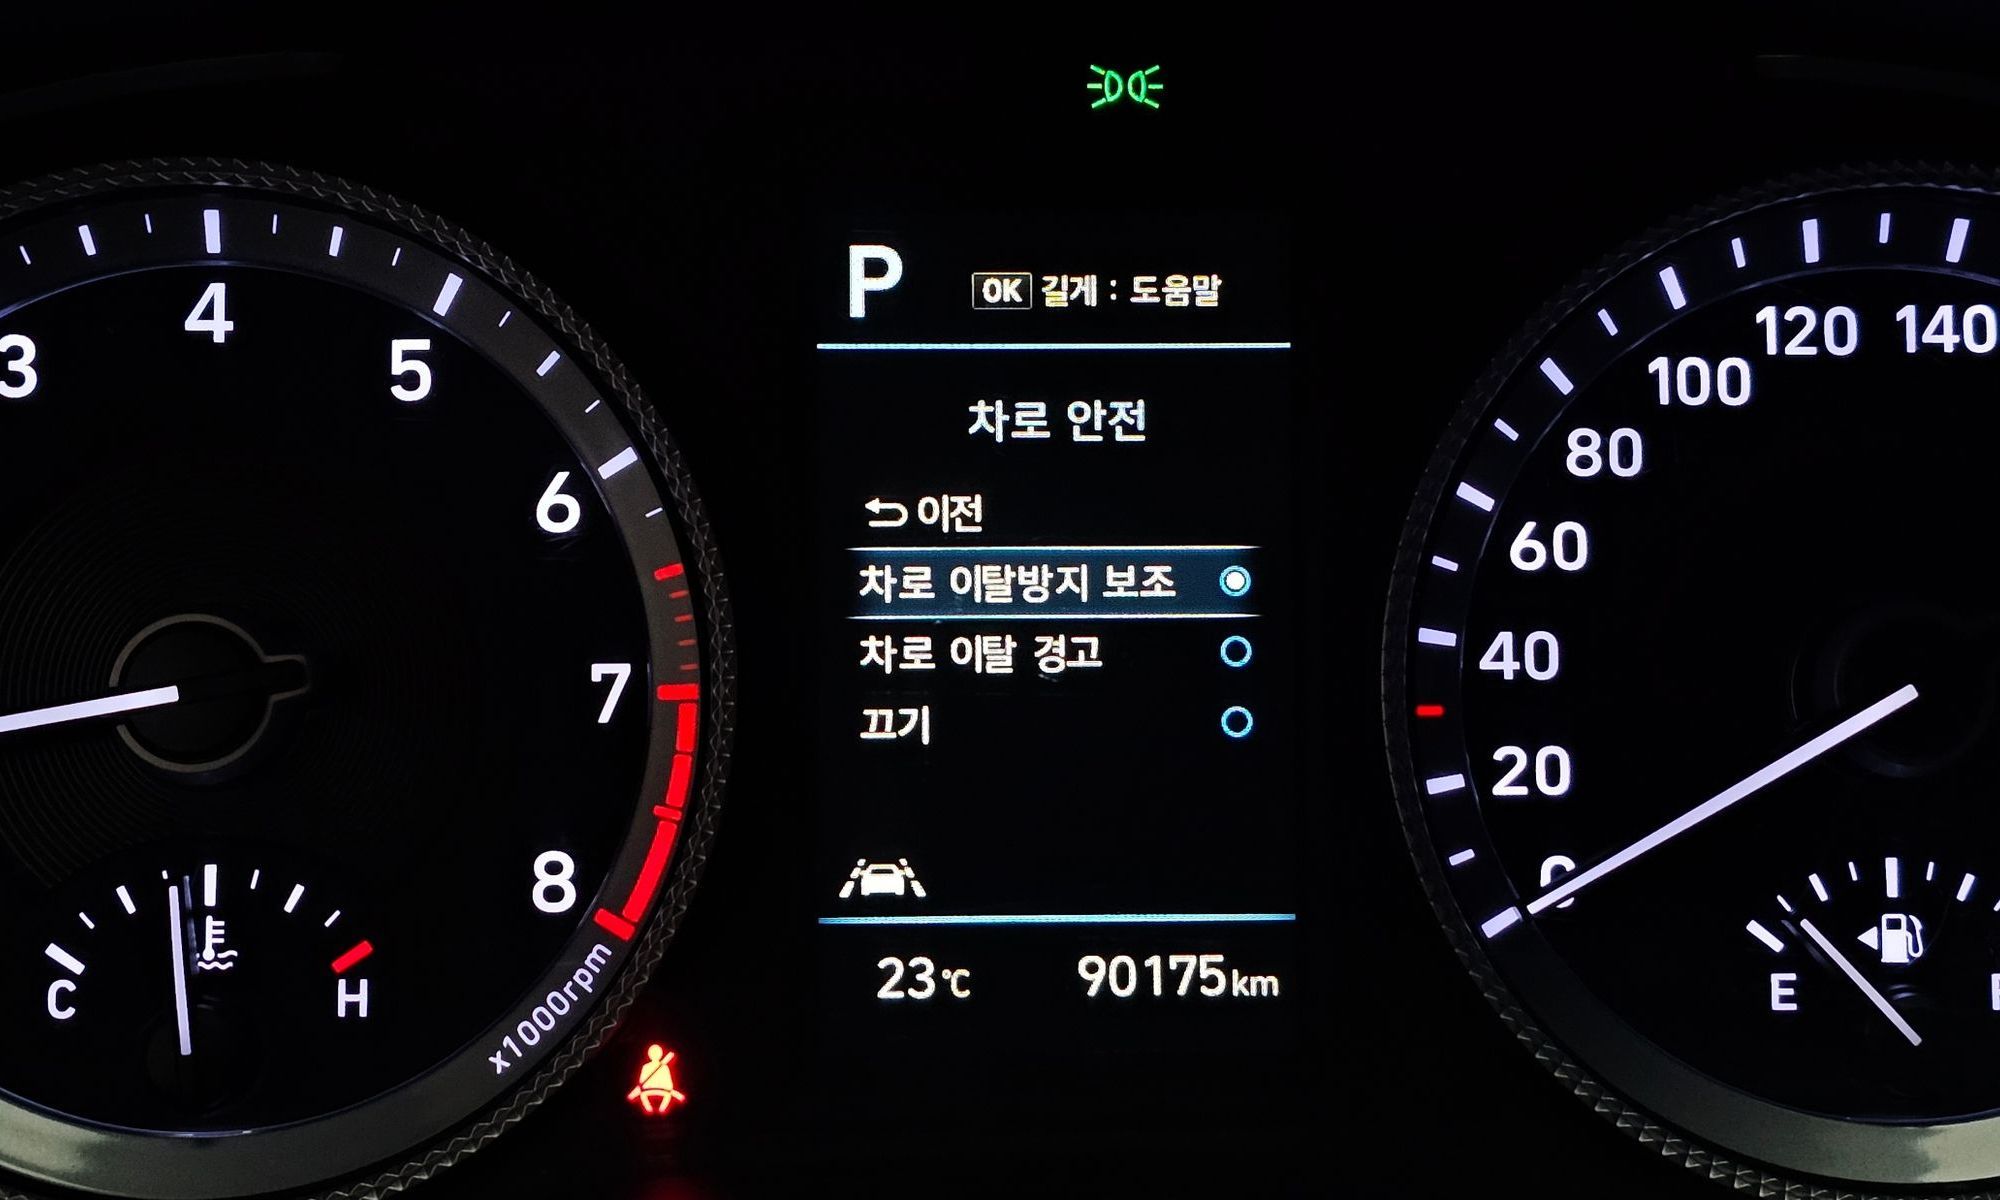 3
4
5
6
7
8
x1000rpm
C
H
P
OK 길게 : 도움말
차로 안전
이전
차로 이탈방지 보조
차로 이탈 경고
끄기
23℃ 90175km
140
120
100
80
60
40
20
0
E